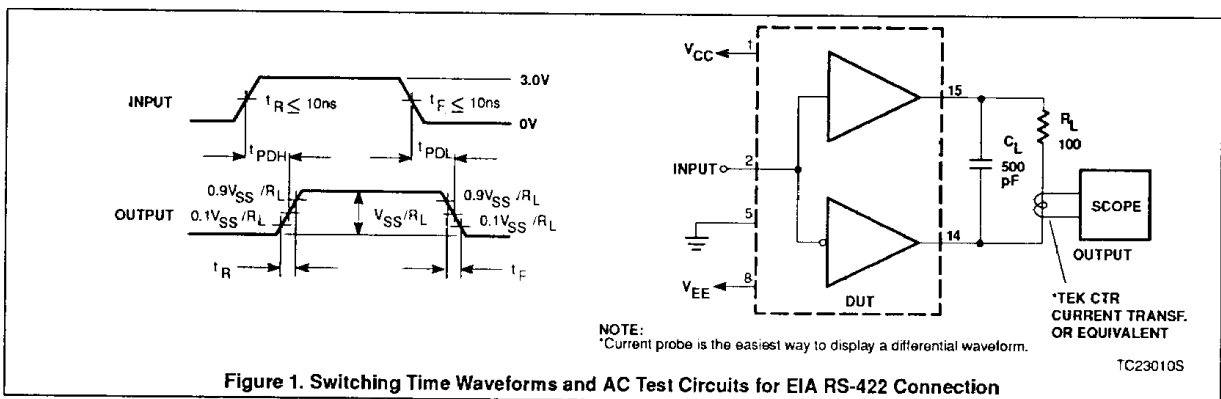 3.0V
INPUT
t_R ≤ 10ns
t_F ≤ 10ns
0V
t_PDH
t_PDL
0.9V_SS/R_L
0.9V_SS/R_L
OUTPUT
0.1V_SS/R_L
V_SS/R_L
0.1V_SS/R_L
t_R
t_F
V_CC
1
15
R_L
100
C_L
500
pF
INPUT
2
SCOPE
5
14
OUTPUT
V_EE
8
DUT
*TEK CTR
CURRENT TRANSF.
OR EQUIVALENT
NOTE:
*Current probe is the easiest way to display a differential waveform.
TC23010S
Figure 1. Switching Time Waveforms and AC Test Circuits for EIA RS-422 Connection